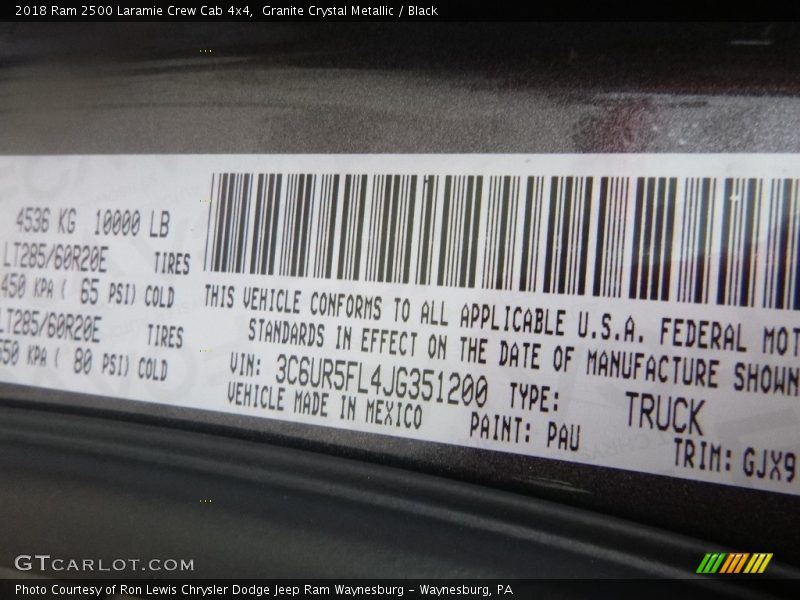 2018 Ram 2500 Laramie Crew Cab 4x4, Granite Crystal Metallic / Black
4536 KG 10000 LB
LT285/60R20E TIRES
450 KPA ( 65 PSI) COLD
LT285/60R20E TIRES
550 KPA ( 80 PSI) COLD
THIS VEHICLE CONFORMS TO ALL APPLICABLE U.S.A. FEDERAL MOT
STANDARDS IN EFFECT ON THE DATE OF MANUFACTURE SHOWN
VIN: 3C6UR5FL4JG351200 TYPE: TRUCK
VEHICLE MADE IN MEXICO PAINT: PAU TRIM: GJX9
GTCARLOT.COM
Photo Courtesy of Ron Lewis Chrysler Dodge Jeep Ram Waynesburg - Waynesburg, PA